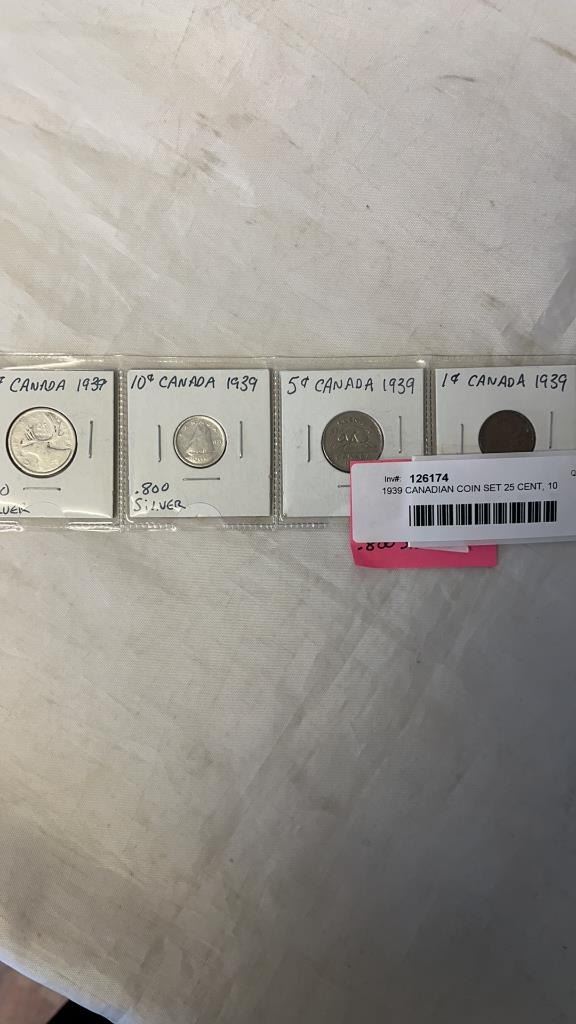 ¢ CANADA 1939
10¢ CANADA 1939
5¢ CANADA 1939
1¢ CANADA 1939
.800
SILVER
Inv#: 126174
1939 CANADIAN COIN SET 25 CENT, 10